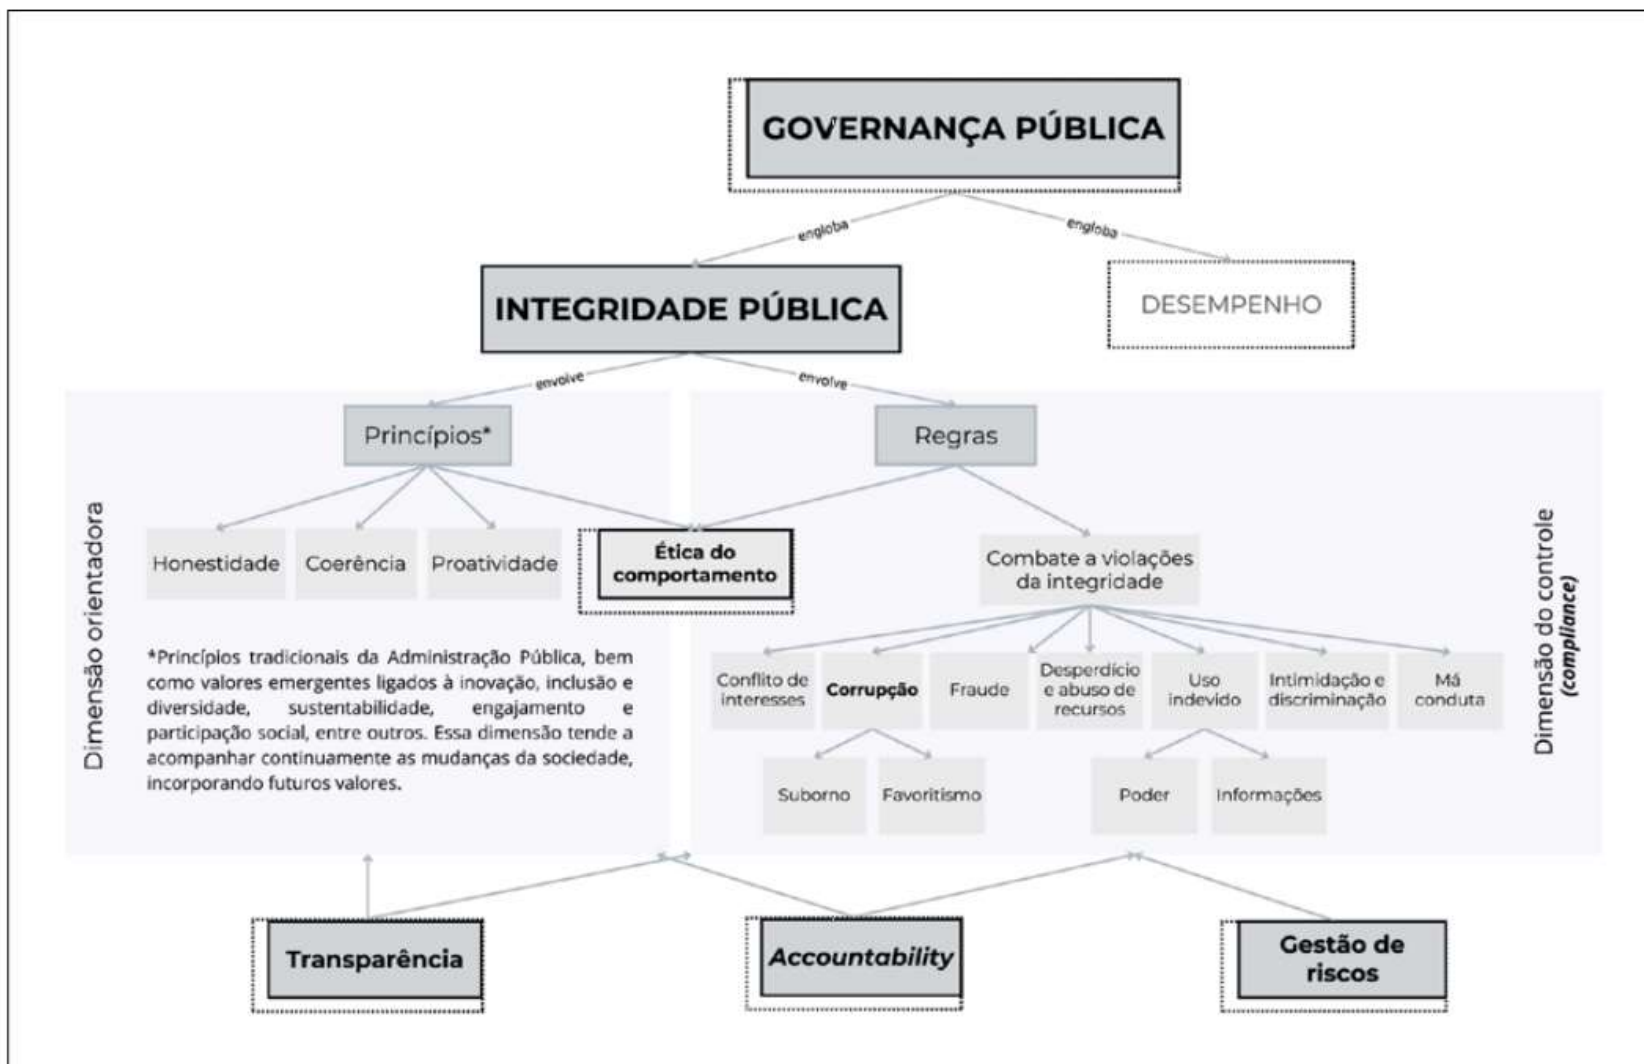 GOVERNANÇA PÚBLICA
engloba
engloba
INTEGRIDADE PÚBLICA
DESEMPENHO
envolve
envolve
Princípios*
Regras
Dimensão orientadora
Honestidade
Coerência
Proatividade
Ética do
comportamento
Combate a violações
da integridade
Dimensão do controle
(compliance)
*Princípios tradicionais da Administração Pública, bem
como valores emergentes ligados à inovação, inclusão e
diversidade, sustentabilidade, engajamento e
participação social, entre outros. Essa dimensão tende a
acompanhar continuamente as mudanças da sociedade,
incorporando futuros valores.
Conflito de
interesses
Corrupção
Fraude
Desperdício
e abuso de
recursos
Uso
indevido
Intimidação e
discriminação
Má
conduta
Suborno
Favoritismo
Poder
Informações
Transparência
Accountability
Gestão de
riscos